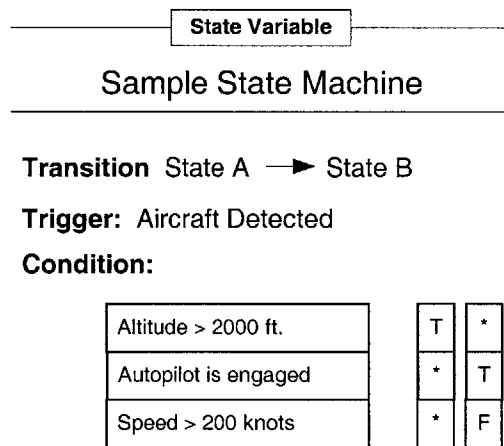 State Variable
Sample State Machine
Transition State A → State B
Trigger: Aircraft Detected
Condition:
Altitude > 2000 ft. T *
Autopilot is engaged * T
Speed > 200 knots * F